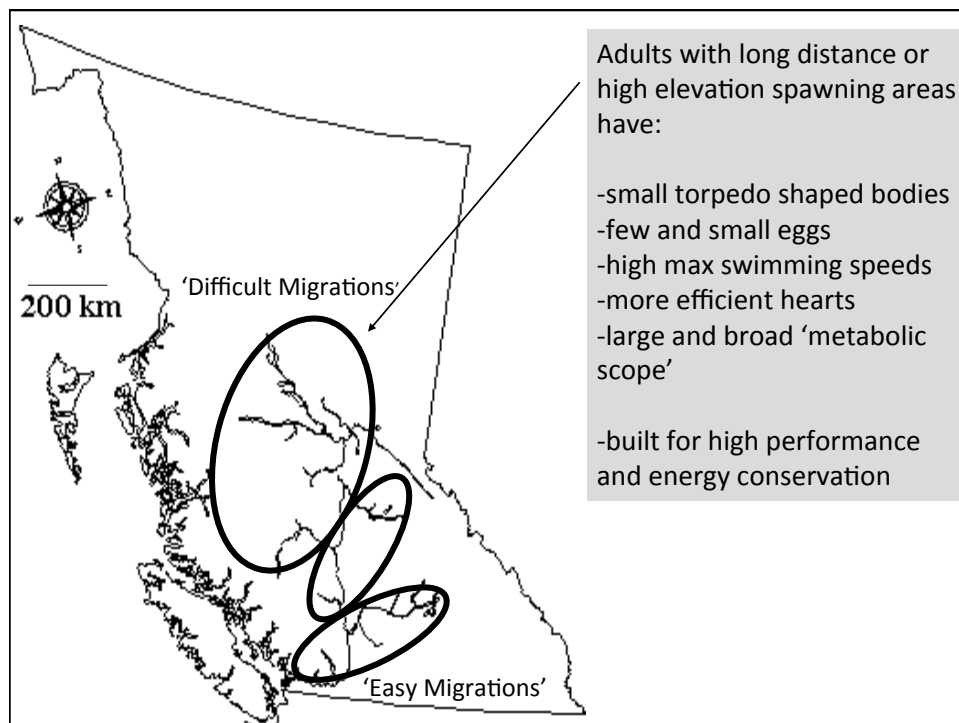 Adults with long distance or
high elevation spawning areas
have:
-small torpedo shaped bodies
-few and small eggs
-high max swimming speeds
-more efficient hearts
-large and broad ‘metabolic
scope’
-built for high performance
and energy conservation
200 km
‘Difficult Migrations’
‘Easy Migrations’